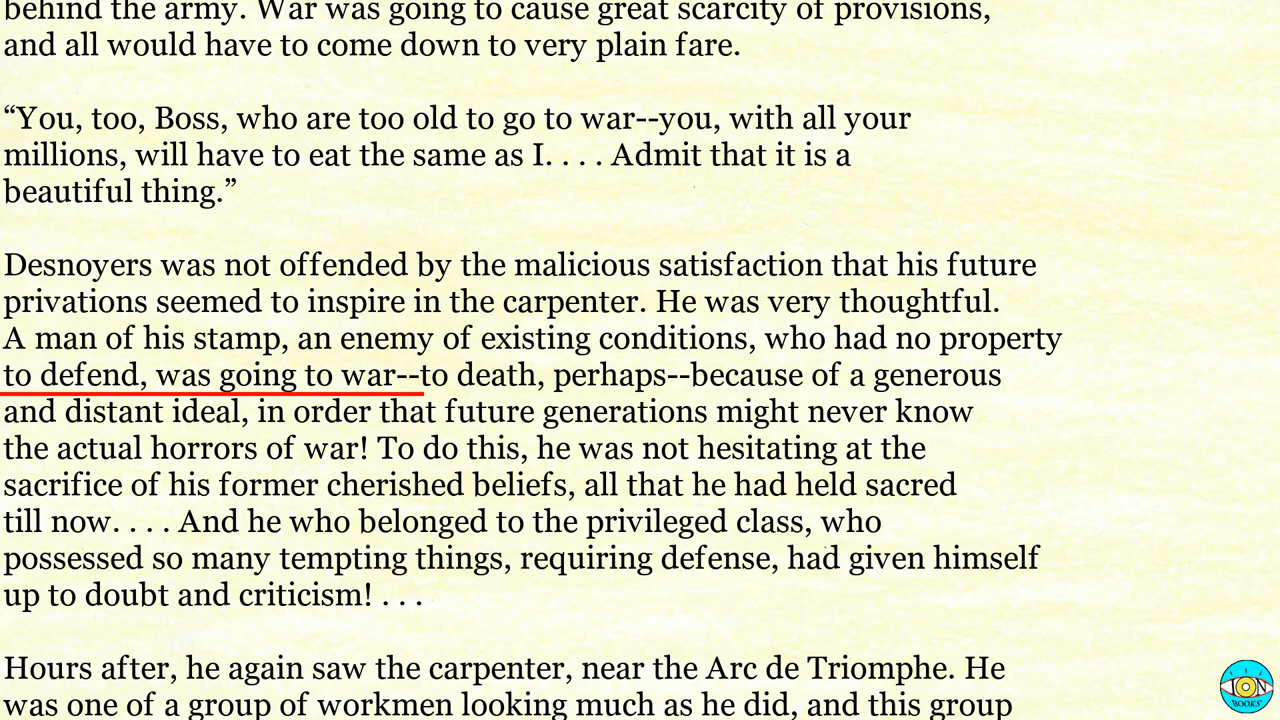 behind the army. War was going to cause great scarcity of provisions,
and all would have to come down to very plain fare.
“You, too, Boss, who are too old to go to war--you, with all your
millions, will have to eat the same as I. . . . Admit that it is a
beautiful thing.”
Desnoyers was not offended by the malicious satisfaction that his future
privations seemed to inspire in the carpenter. He was very thoughtful.
A man of his stamp, an enemy of existing conditions, who had no property
to defend, was going to war--to death, perhaps--because of a generous
and distant ideal, in order that future generations might never know
the actual horrors of war! To do this, he was not hesitating at the
sacrifice of his former cherished beliefs, all that he had held sacred
till now. . . . And he who belonged to the privileged class, who
possessed so many tempting things, requiring defense, had given himself
up to doubt and criticism! . . .
Hours after, he again saw the carpenter, near the Arc de Triomphe. He
was one of a group of workmen looking much as he did, and this group
ION
BOOKS